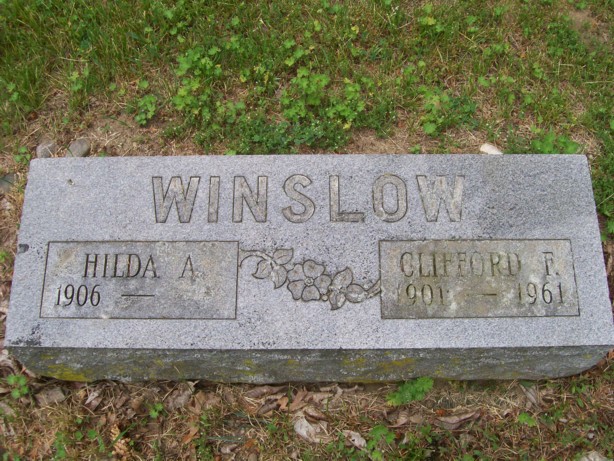 WINSLOW
HILDA A.
1906 —
CLIFFORD F.
1901 — 1961